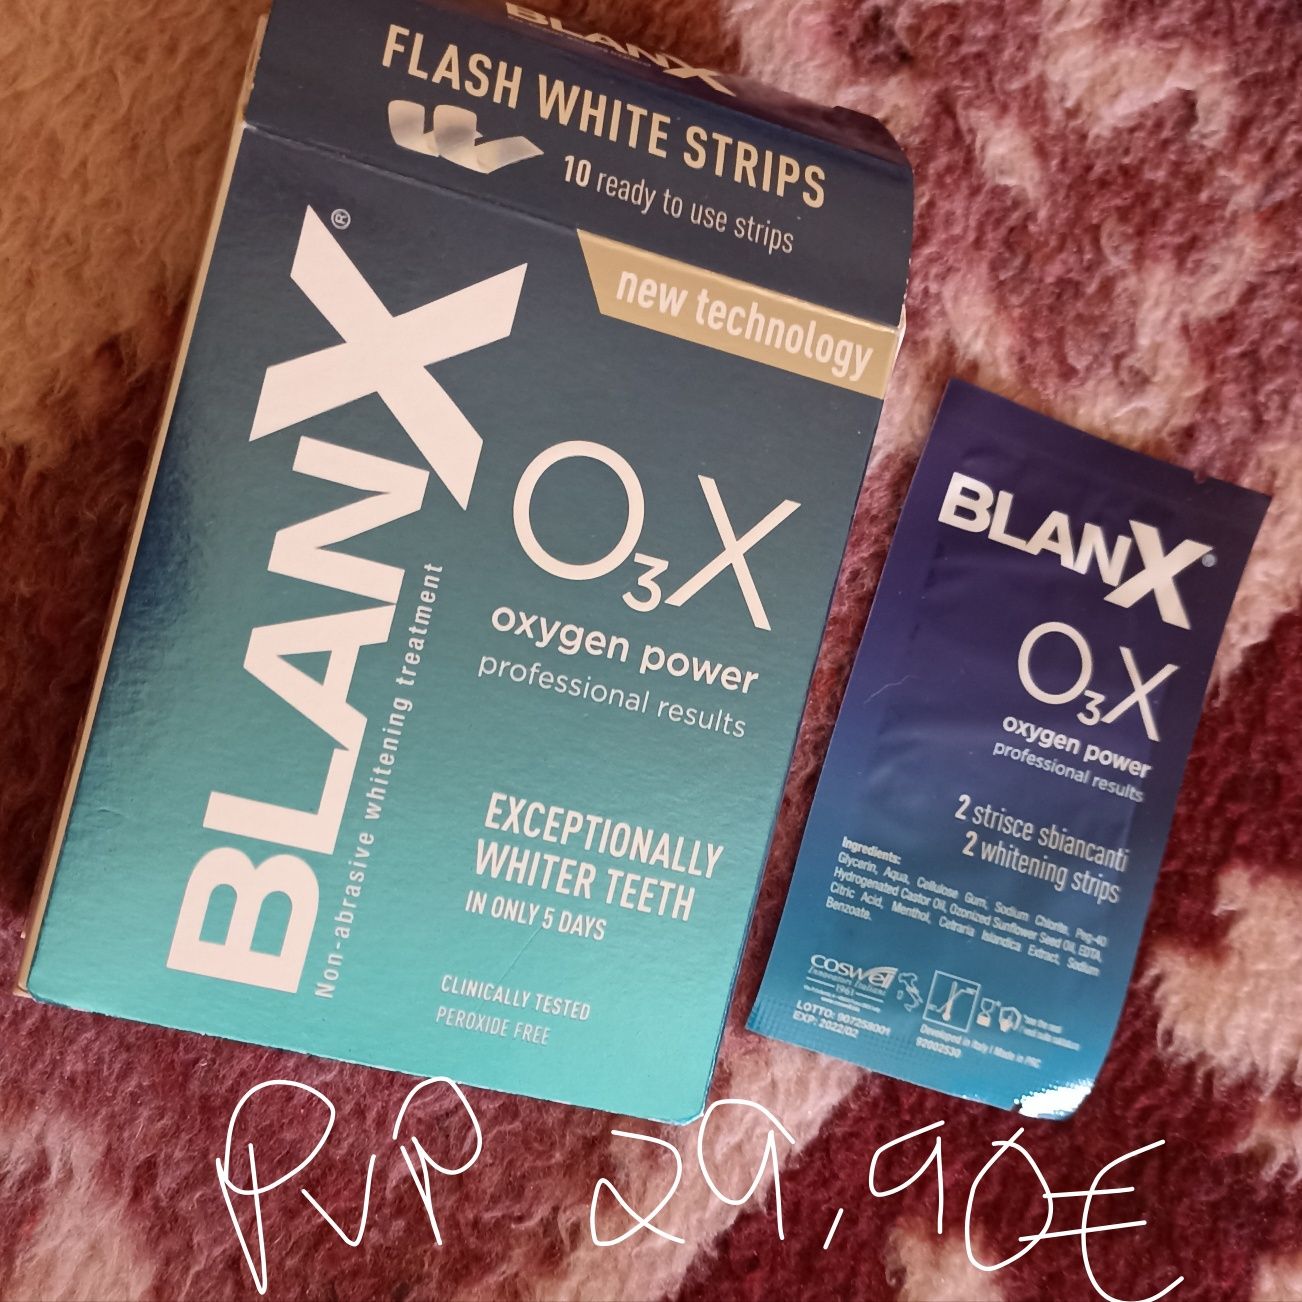 BLANX
FLASH WHITE STRIPS
10 ready to use strips
new technology
BLANX®
Non-abrasive whitening treatment
O3X
oxygen power
professional results
EXCEPTIONALLY
WHITER TEETH
IN ONLY 5 DAYS
CLINICALLY TESTED
PEROXIDE FREE
BLANX®
O3X
oxygen power
professional results
2 strisce sbiancanti
2 whitening strips
Ingredients:
Glycerin, Aqua, Cellulose Gum, Sodium Chlorite, Peg-40
Hydrogenated Castor Oil, Ozonized Sunflower Seed Oil, EDTA,
Citric Acid, Menthol, Cetraria Islandica Extract, Sodium
Benzoate.
COSWELL
Innovatori Italiani
1961
LOTTO: 907258001
EXP: 2022/02
Developed in Italy | Made in PRC
92002530
PVP 29,90€